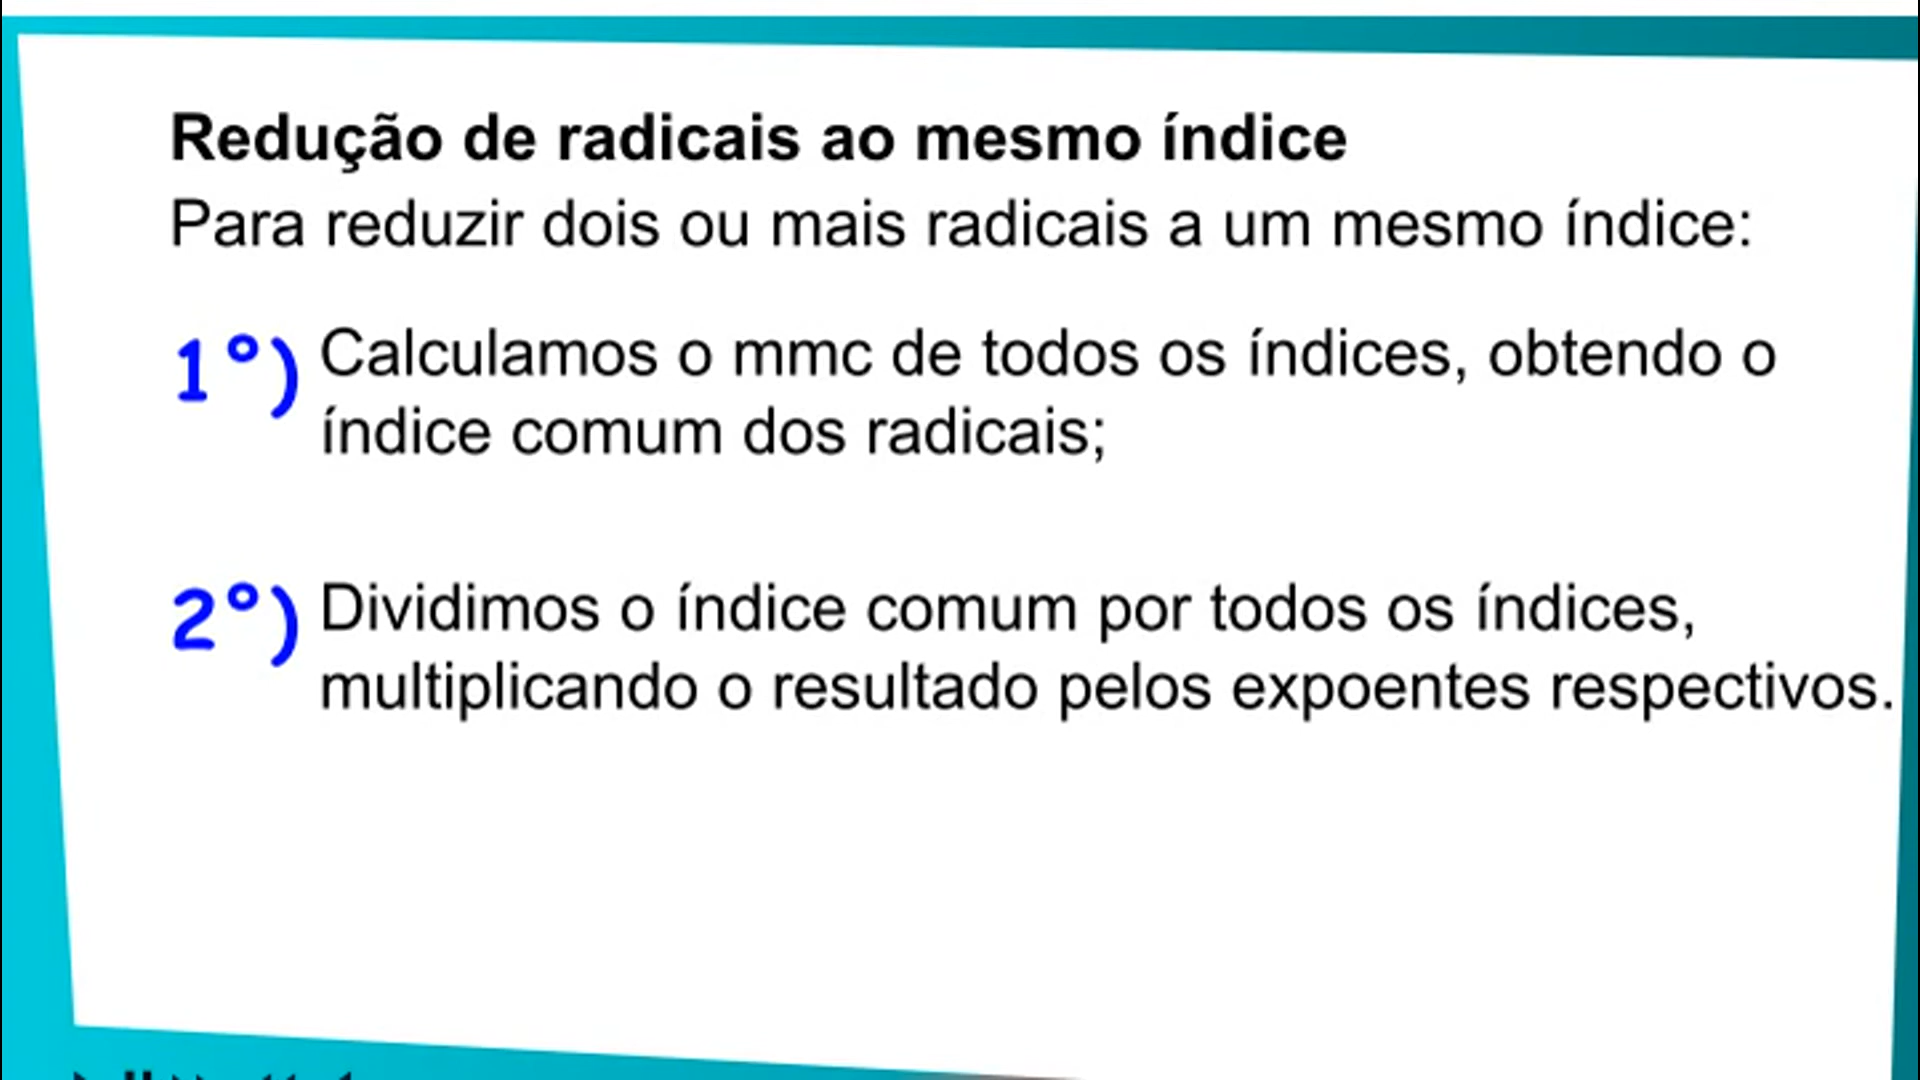 Redução de radicais ao mesmo índice
Para reduzir dois ou mais radicais a um mesmo índice:
1°) Calculamos o mmc de todos os índices, obtendo o
índice comum dos radicais;
2°) Dividimos o índice comum por todos os índices,
multiplicando o resultado pelos expoentes respectivos.